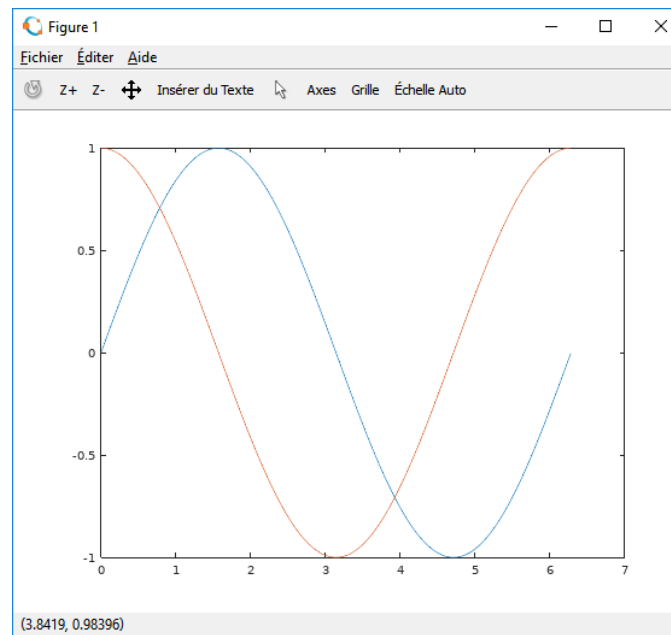 Figure 1
Fichier Éditer Aide
Z+ Z- Insérer du Texte Axes Grille Échelle Auto
1
0.5
0
-0.5
-1
0 1 2 3 4 5 6 7
(3.8419, 0.98396)